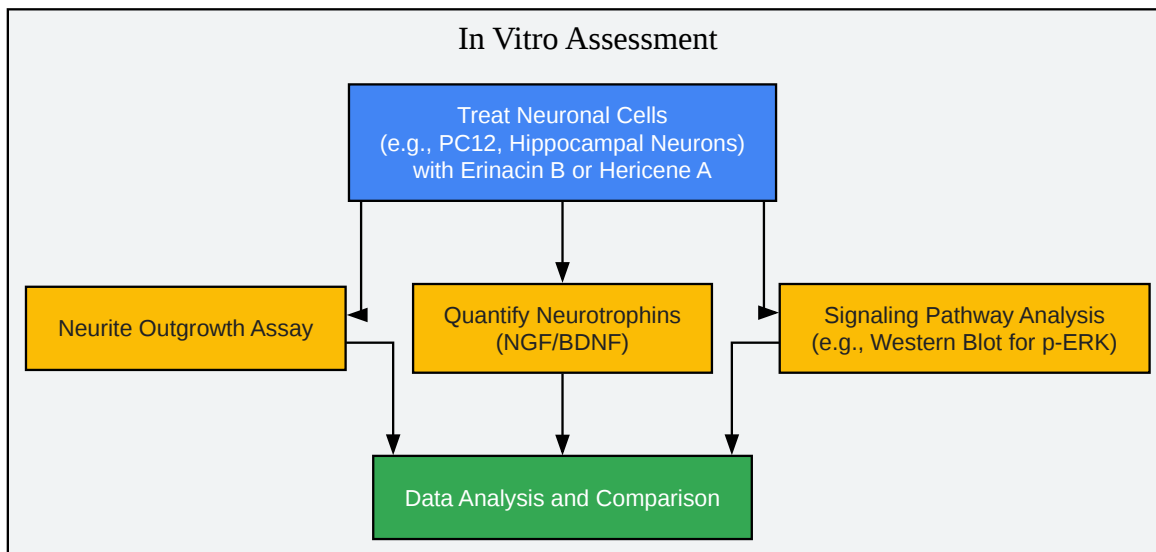 In Vitro Assessment
Treat Neuronal Cells
(e.g., PC12, Hippocampal Neurons)
with Erinacin B or Hericene A
Neurite Outgrowth Assay
Quantify Neurotrophins
(NGF/BDNF)
Signaling Pathway Analysis
(e.g., Western Blot for p-ERK)
Data Analysis and Comparison